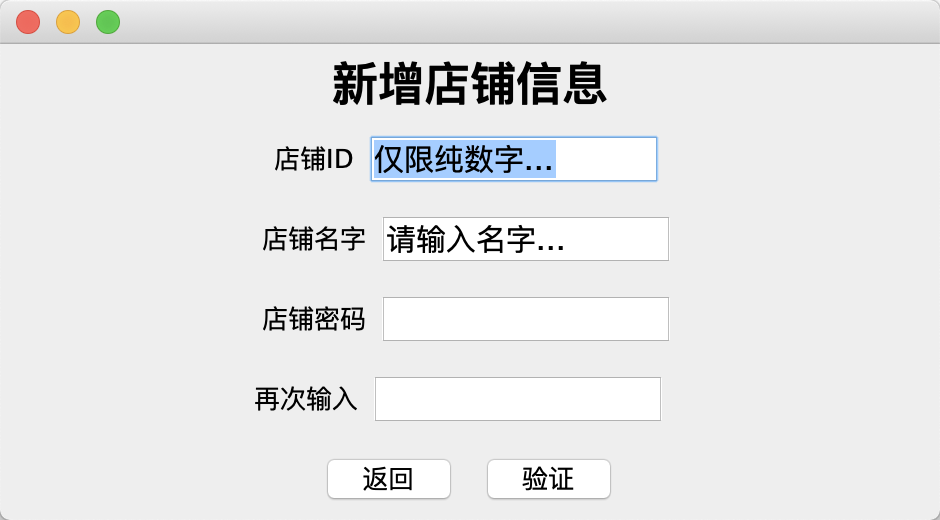 新增店铺信息
店铺ID 仅限纯数字...
店铺名字 请输入名字...
店铺密码
再次输入
返回 验证